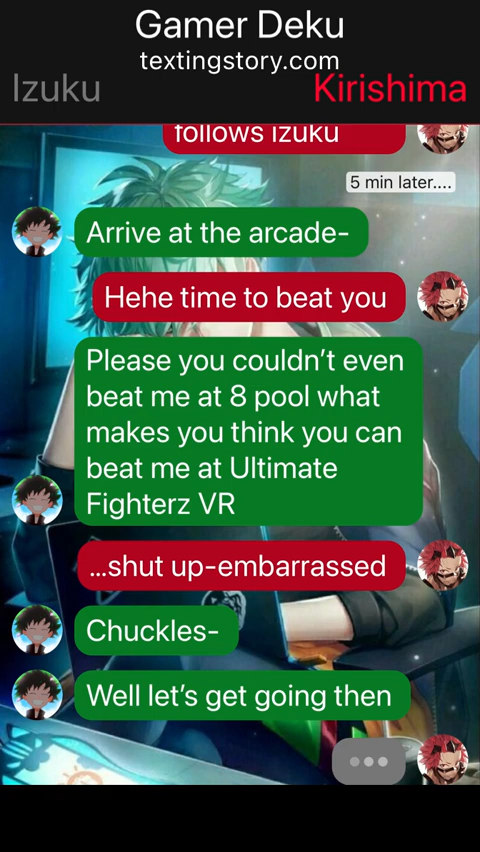 Gamer Deku
textingstory.com
Izuku Kirishima
follows izuku
5 min later....
Arrive at the arcade-
Hehe time to beat you
Please you couldn’t even
beat me at 8 pool what
makes you think you can
beat me at Ultimate
Fighterz VR
...shut up-embarrassed
Chuckles-
Well let’s get going then